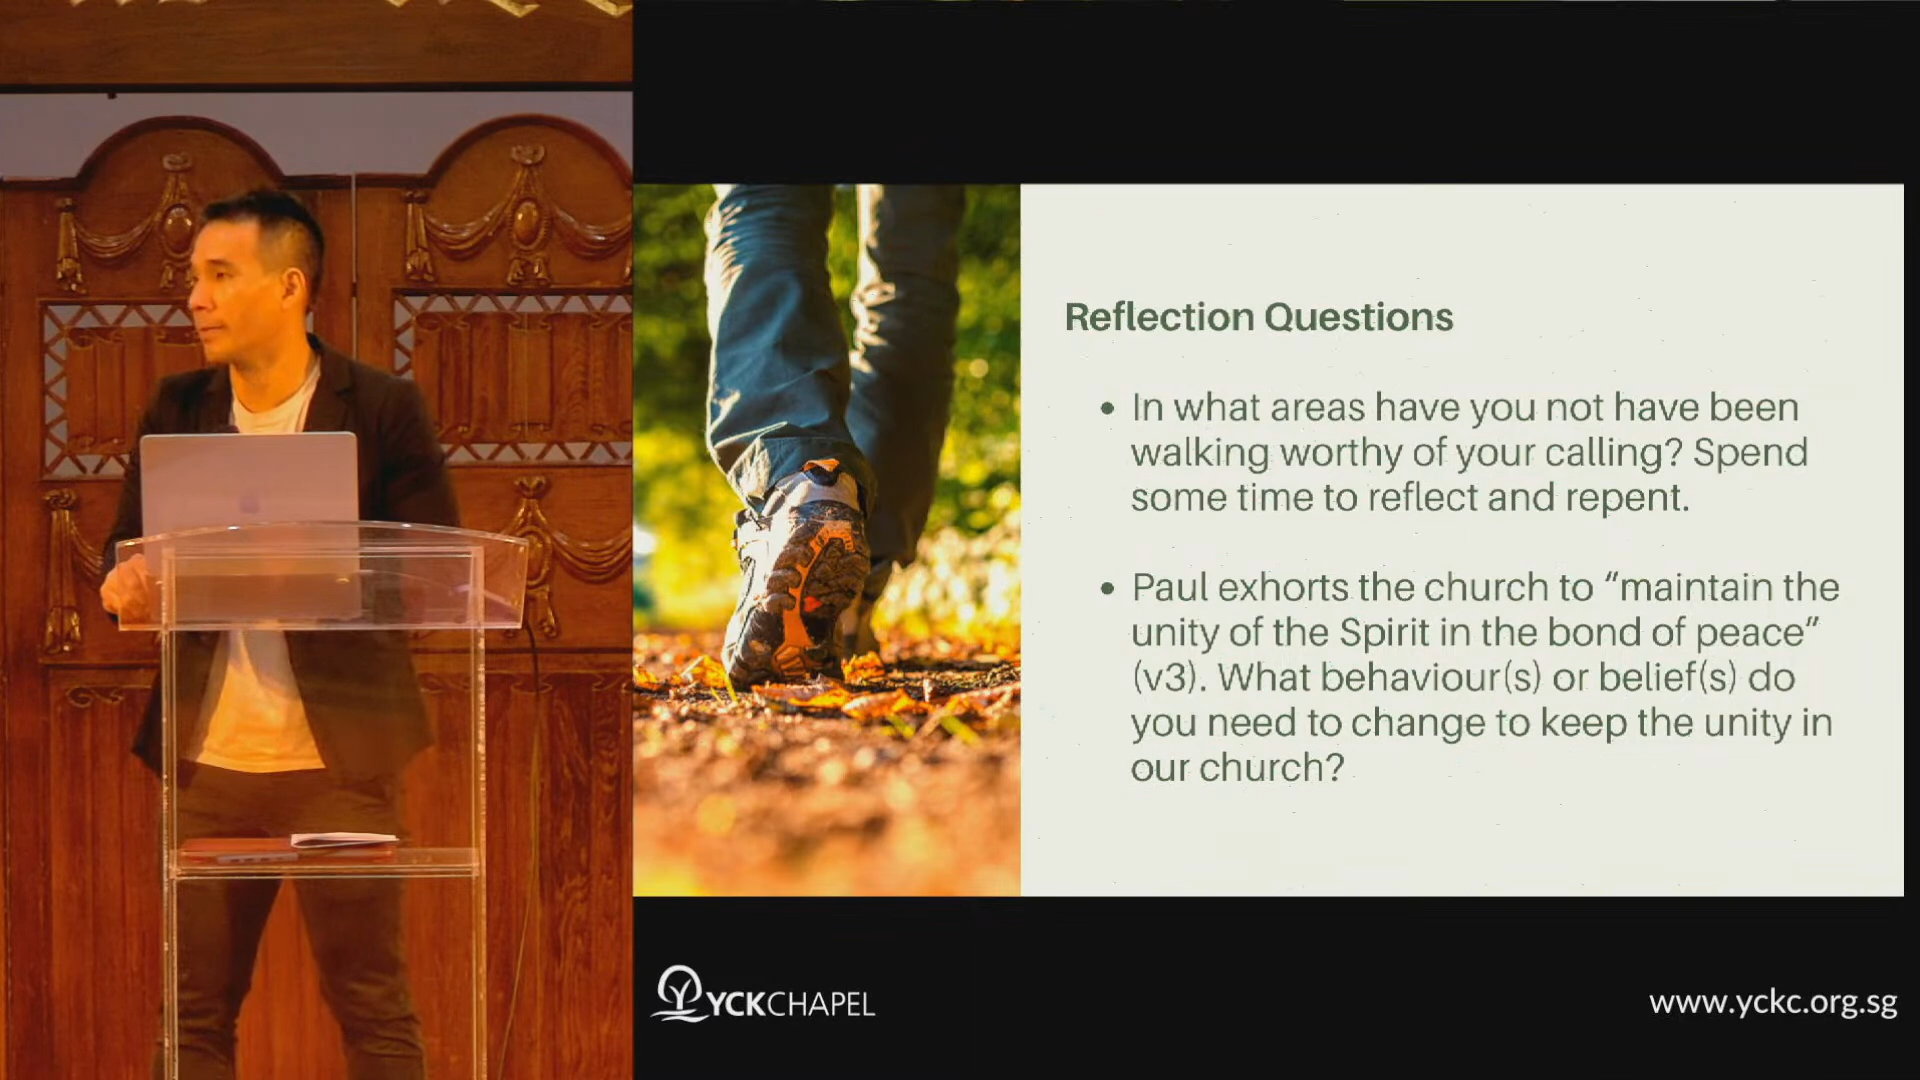 Reflection Questions
• In what areas have you not have been
walking worthy of your calling? Spend
some time to reflect and repent.
• Paul exhorts the church to “maintain the
unity of the Spirit in the bond of peace”
(v3). What behaviour(s) or belief(s) do
you need to change to keep the unity in
our church?
YCKCHAPEL
www.yckc.org.sg